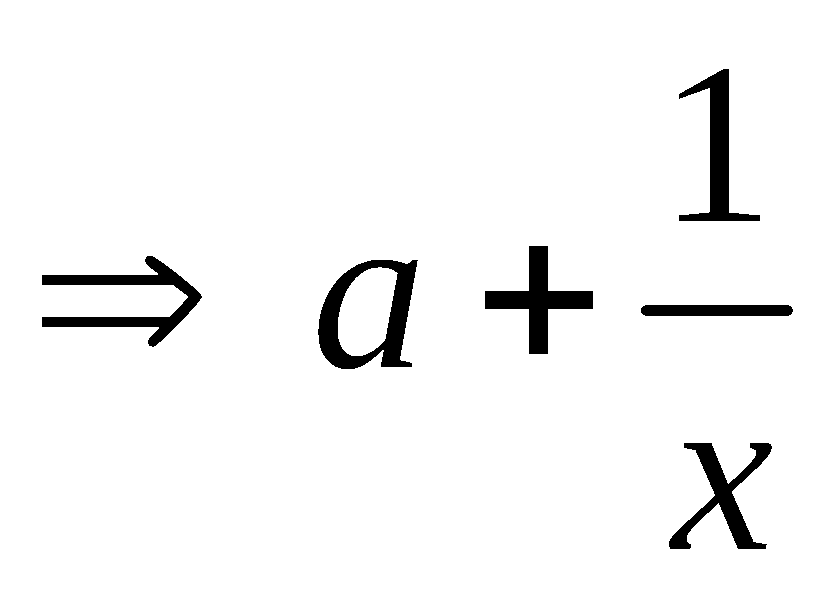 ⇒ a + 1/x